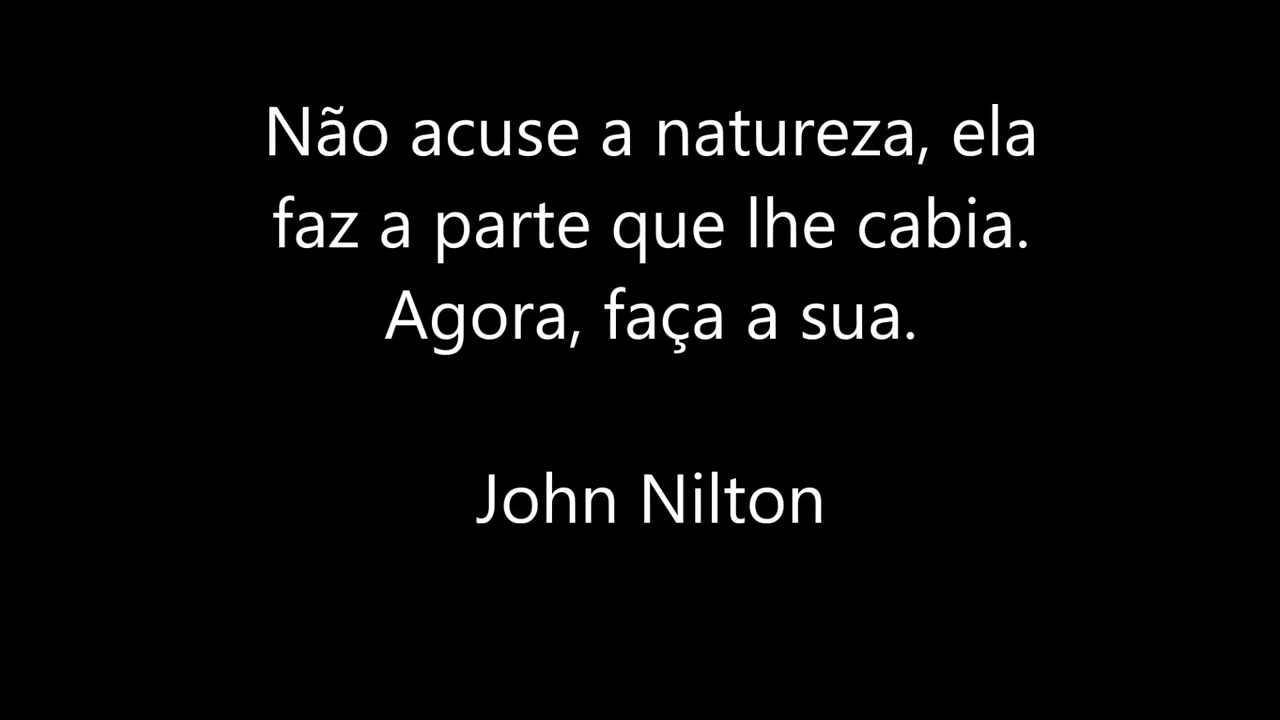 Não acuse a natureza, ela
faz a parte que lhe cabia.
Agora, faça a sua.
John Nilton